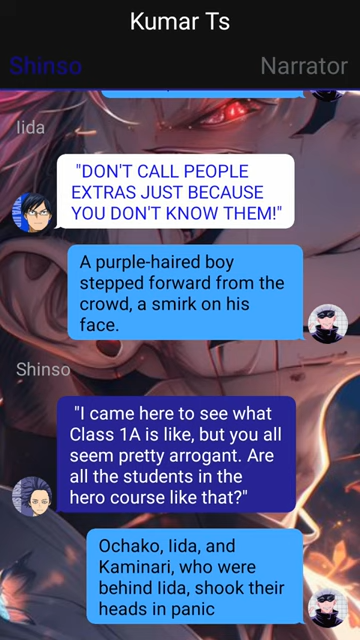 Kumar Ts
Shinso
Narrator
Iida
"DON'T CALL PEOPLE
EXTRAS JUST BECAUSE
YOU DON'T KNOW THEM!"
A purple-haired boy
stepped forward from the
crowd, a smirk on his
face.
Shinso
"I came here to see what
Class 1A is like, but you all
seem pretty arrogant. Are
all the students in the
hero course like that?"
Ochako, Iida, and
Kaminari, who were
behind Iida, shook their
heads in panic